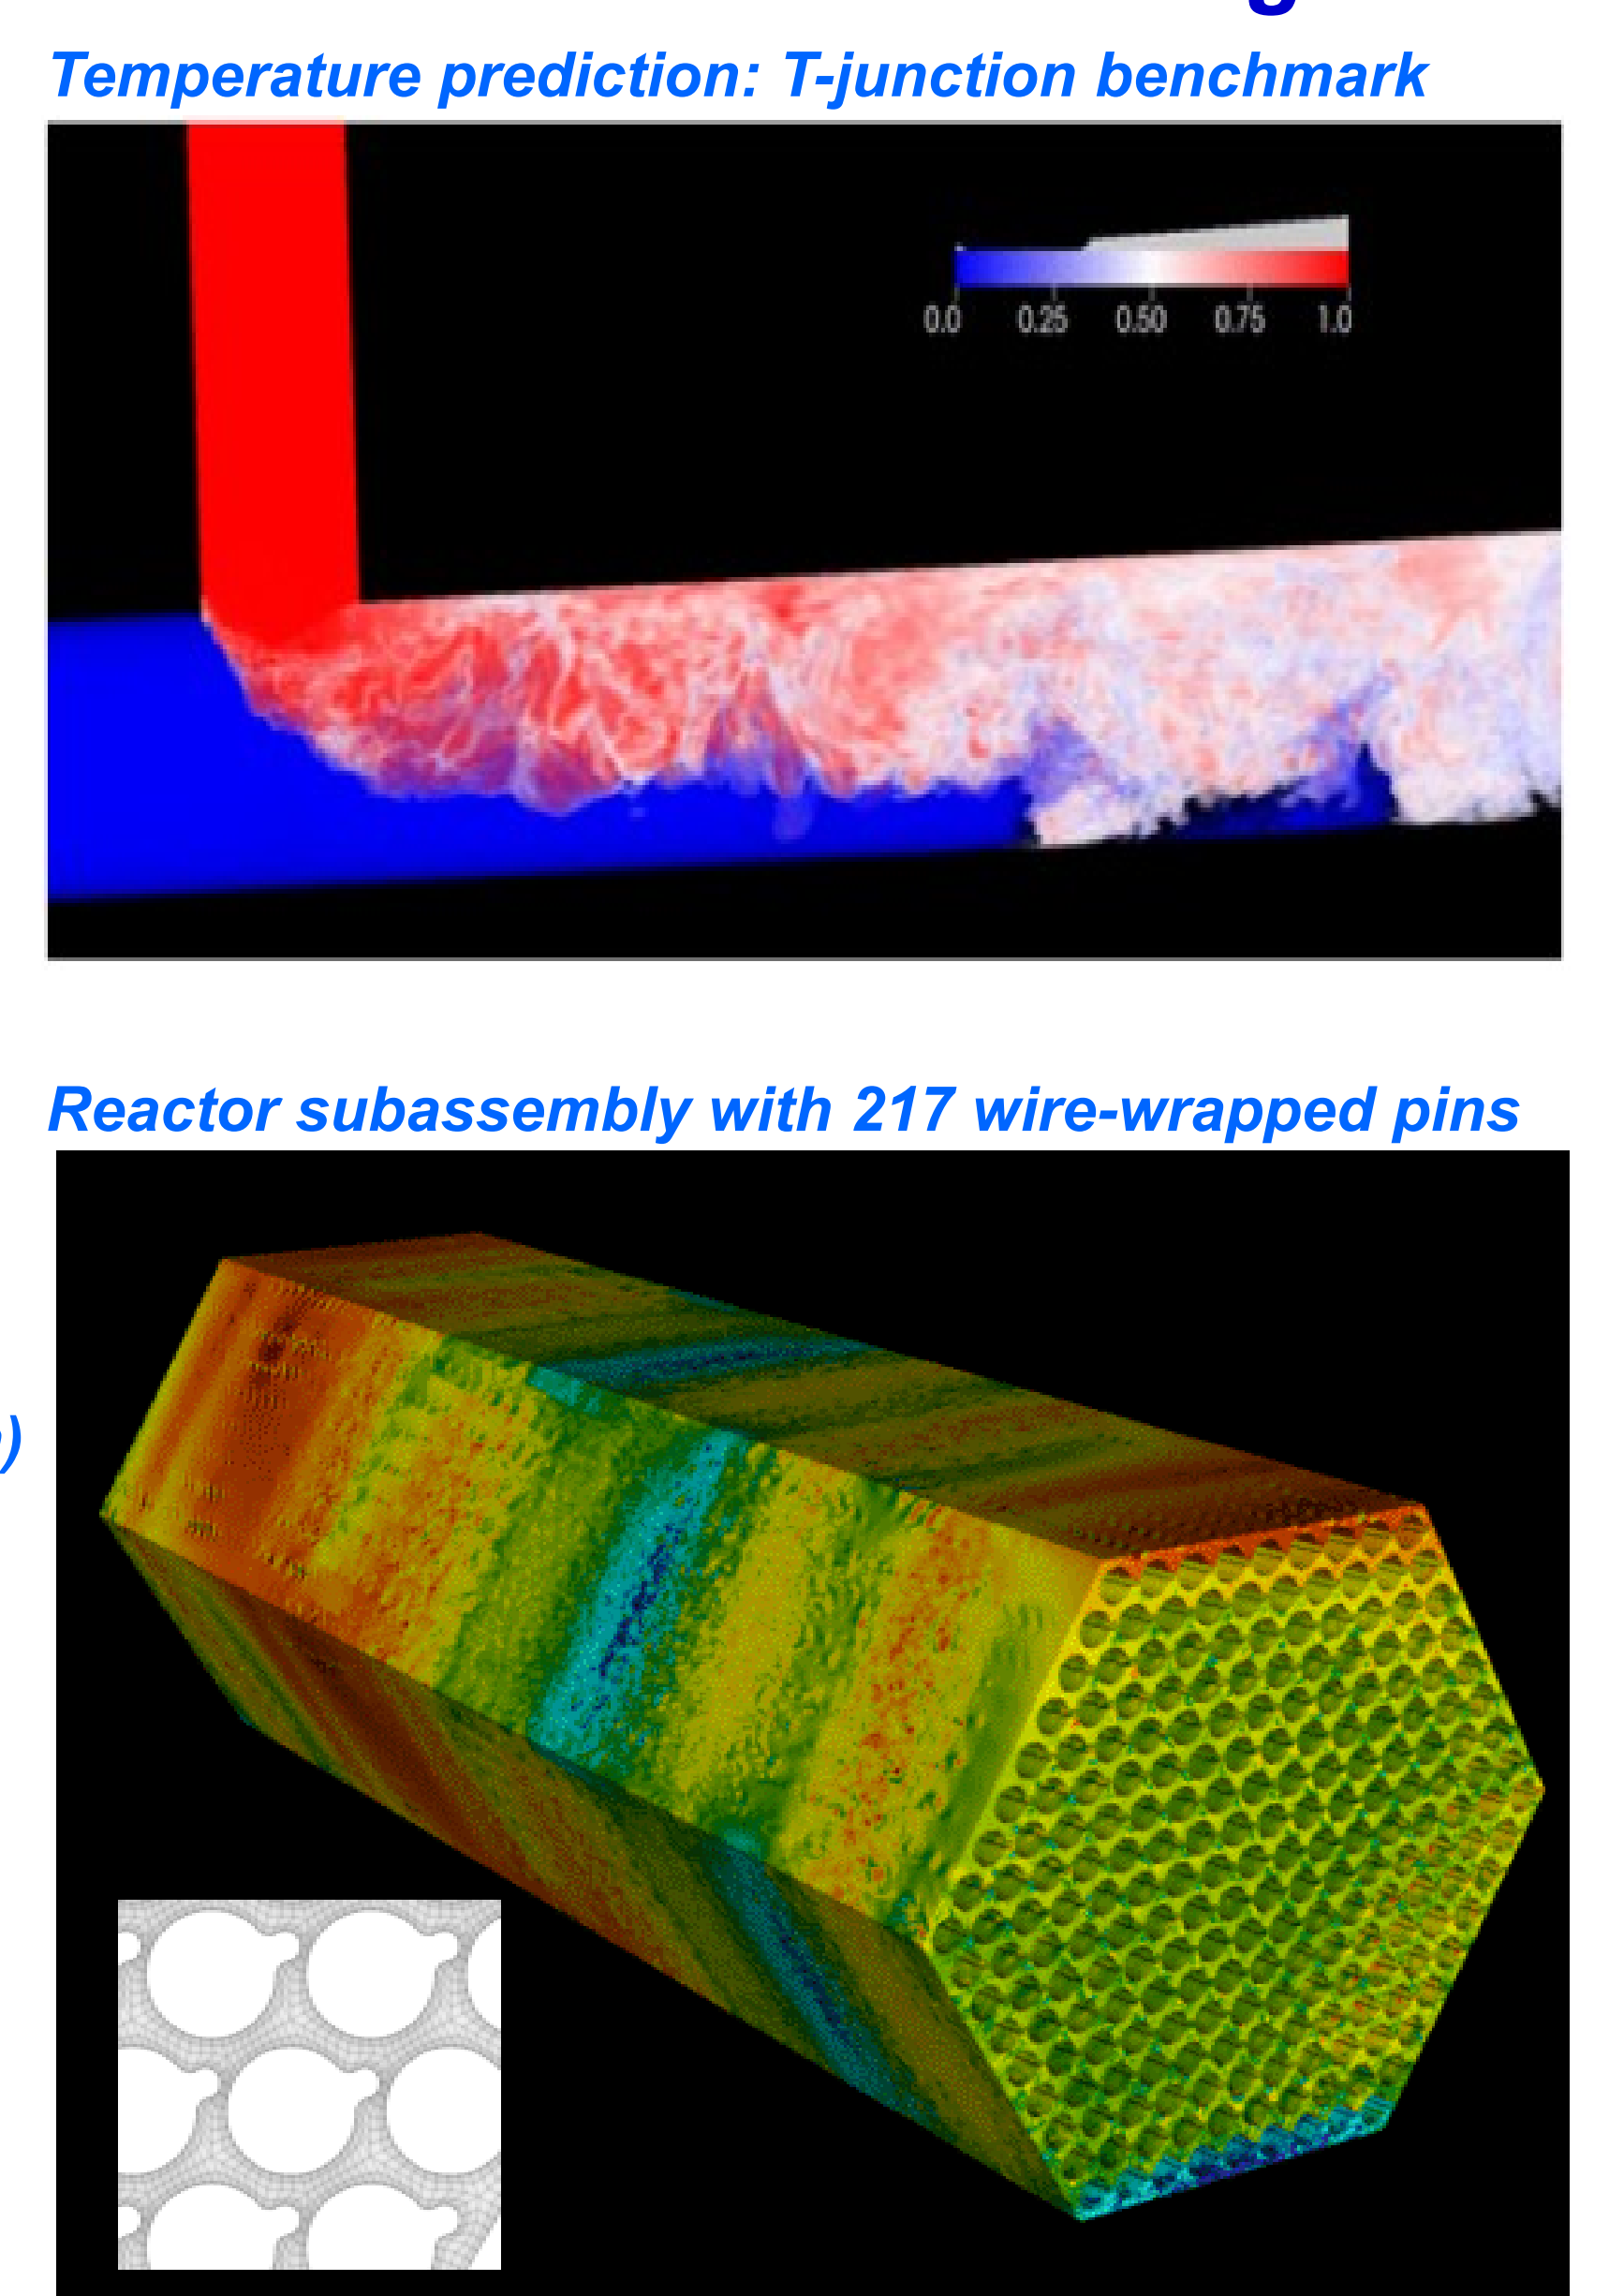 g
Temperature prediction: T-junction benchmark
0.0 0.25 0.50 0.75 1.0
Reactor subassembly with 217 wire-wrapped pins
)